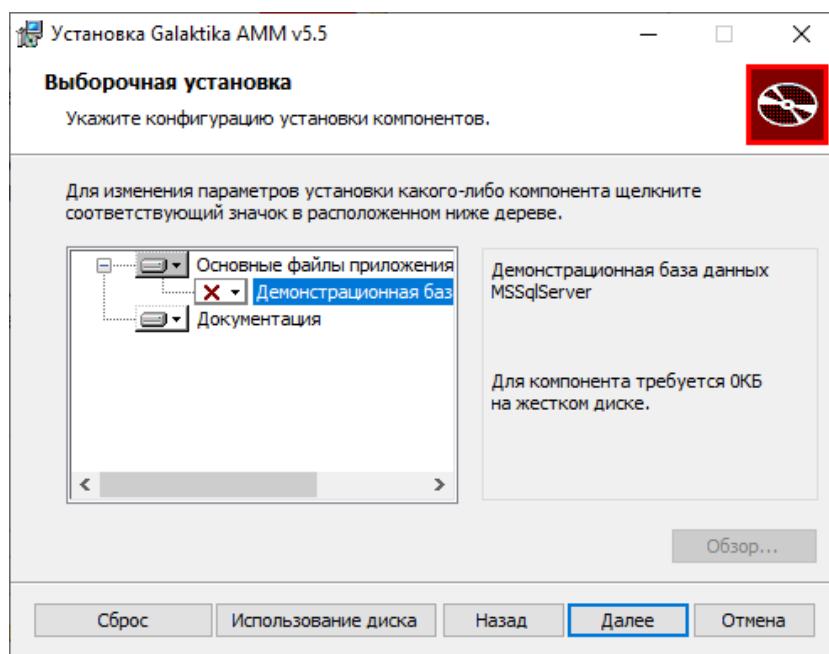 Установка Galaktika AMM v5.5
Выборочная установка
Укажите конфигурацию установки компонентов.
Для изменения параметров установки какого-либо компонента щелкните
соответствующий значок в расположенном ниже дереве.
Основные файлы приложения
Демонстрационная баз
Документация
Демонстрационная база данных
MSSqlServer
Для компонента требуется 0КБ
на жестком диске.
Обзор...
Сброс
Использование диска
Назад
Далее
Отмена